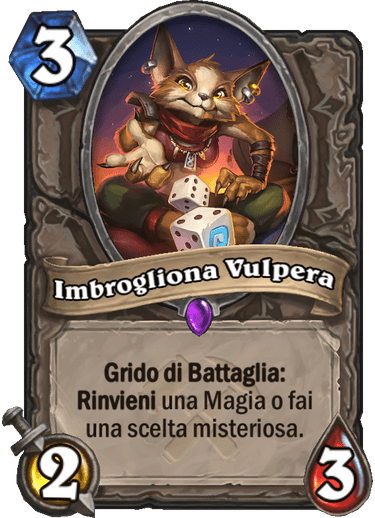 3
Imbrogliona Vulpera
Grido di Battaglia:
Rinvieni una Magia o fai
una scelta misteriosa.
2
3